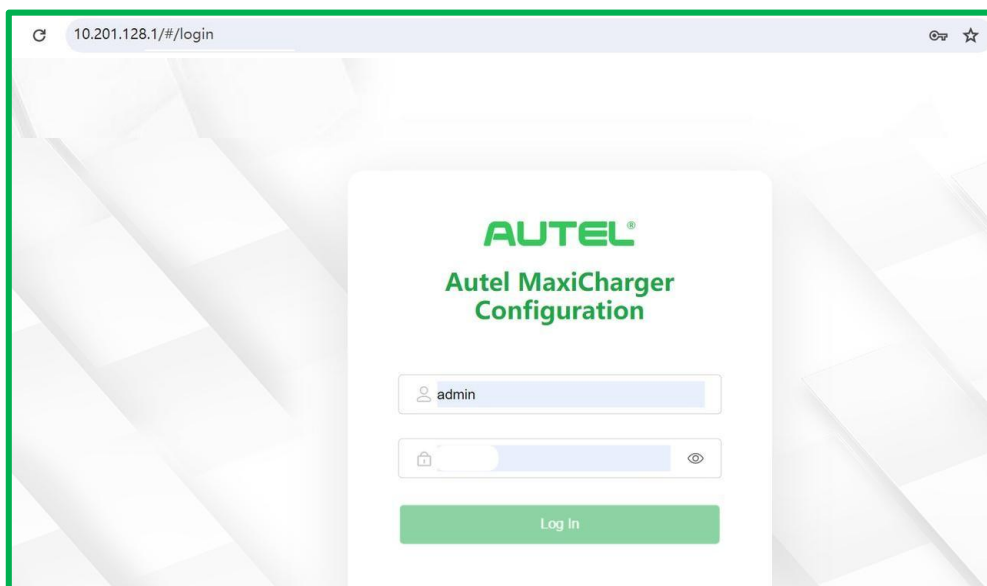 10.201.128.1/#/login
AUTEL®
Autel MaxiCharger
Configuration
admin
Log In